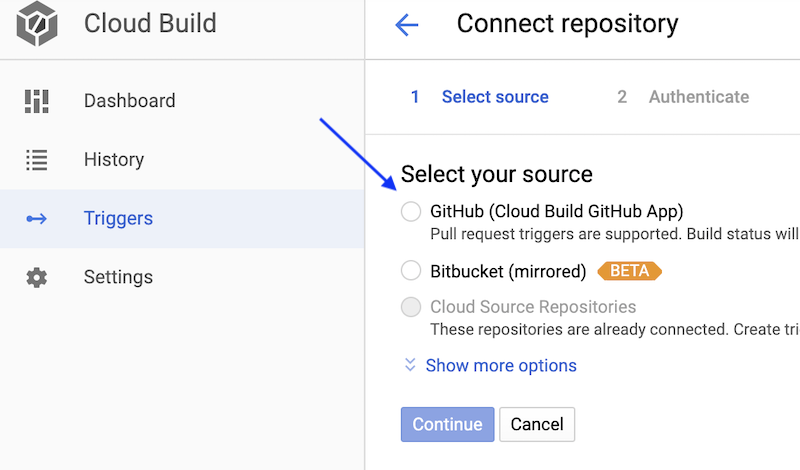 Cloud Build
Connect repository
Dashboard
History
Triggers
Settings
1 Select source 2 Authenticate
Select your source
GitHub (Cloud Build GitHub App)
Pull request triggers are supported. Build status will
Bitbucket (mirrored) BETA
Cloud Source Repositories
These repositories are already connected. Create
Show more options
Continue Cancel